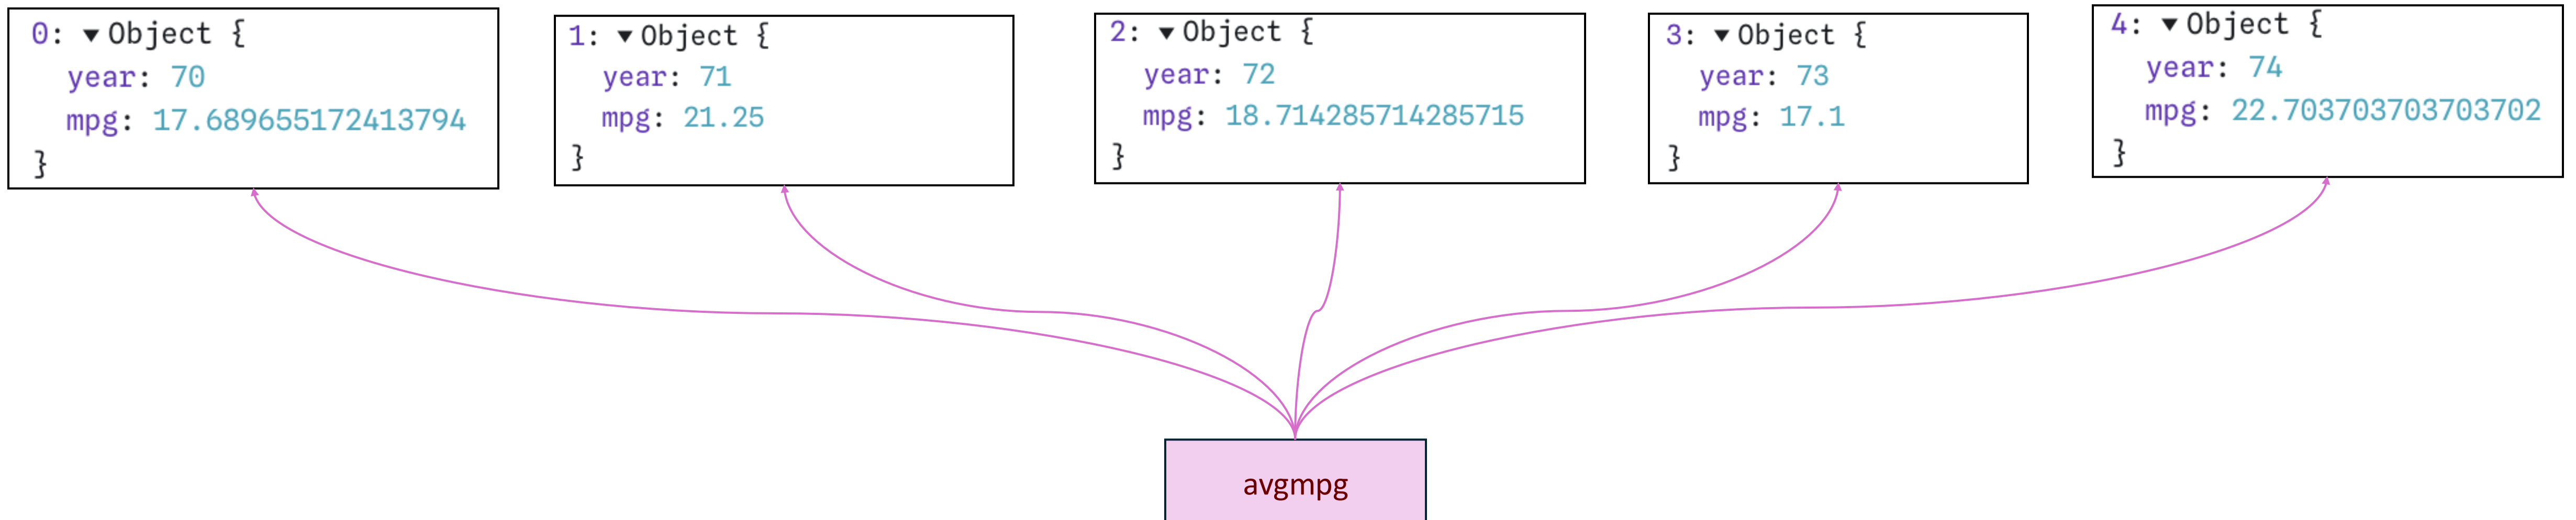 0: ▼Object {
year: 70
mpg: 17.689655172413794
}
1: ▼Object {
year: 71
mpg: 21.25
}
2: ▼Object {
year: 72
mpg: 18.714285714285715
}
3: ▼Object {
year: 73
mpg: 17.1
}
4: ▼Object {
year: 74
mpg: 22.703703703703702
}
avgmpg